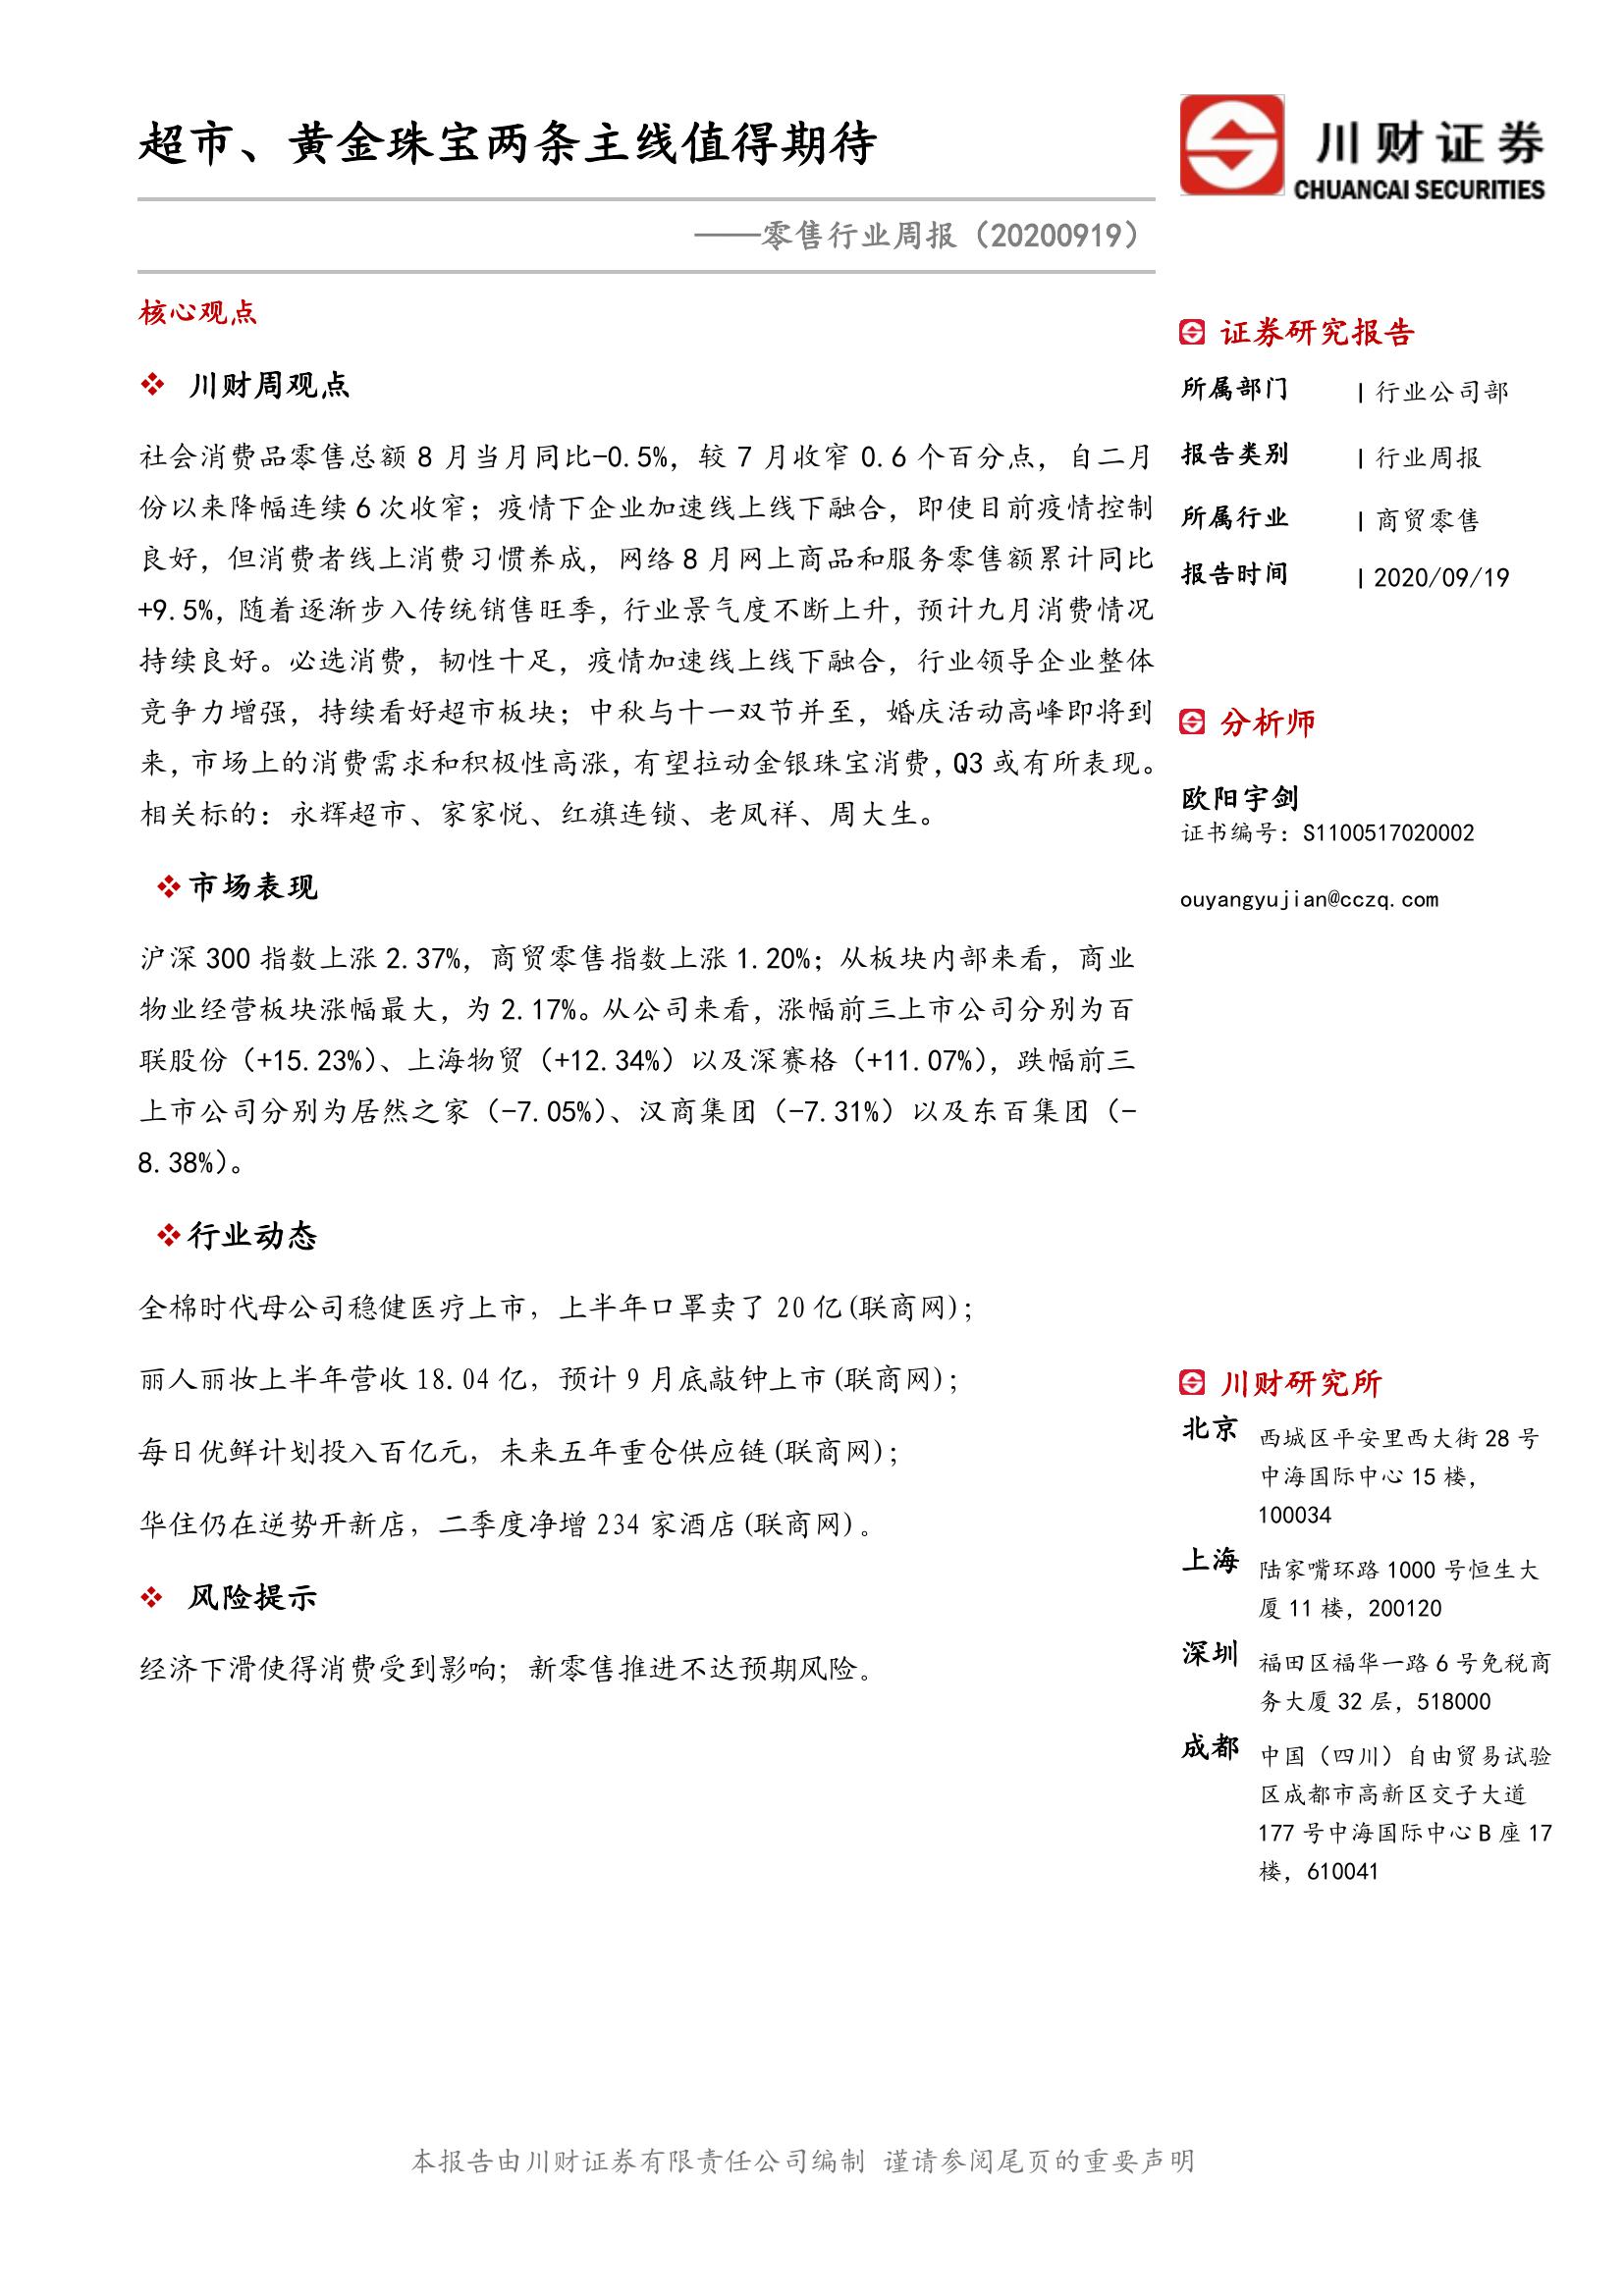 超市、黄金珠宝两条主线值得期待
——零售行业周报（20200919）
核心观点
川财周观点
社会消费品零售总额 8 月当月同比-0.5%，较 7 月收窄 0.6 个百分点，自二月
份以来降幅连续 6 次收窄；疫情下企业加速线上线下融合，即使目前疫情控制
良好，但消费者线上消费习惯养成，网络 8 月网上商品和服务零售额累计同比
+9.5%，随着逐渐步入传统销售旺季，行业景气度不断上升，预计九月消费情况
持续良好。必选消费，韧性十足，疫情加速线上线下融合，行业领导企业整体
竞争力增强，持续看好超市板块；中秋与十一双节并至，婚庆活动高峰即将到
来，市场上的消费需求和积极性高涨，有望拉动金银珠宝消费，Q3 或有所表现。
相关标的：永辉超市、家家悦、红旗连锁、老凤祥、周大生。
市场表现
沪深 300 指数上涨 2.37%，商贸零售指数上涨 1.20%；从板块内部来看，商业
物业经营板块涨幅最大，为 2.17%。从公司来看，涨幅前三上市公司分别为百
联股份（+15.23%）、上海物贸（+12.34%）以及深赛格（+11.07%），跌幅前三
上市公司分别为居然之家（-7.05%）、汉商集团（-7.31%）以及东百集团（-
8.38%）。
行业动态
全棉时代母公司稳健医疗上市，上半年口罩卖了 20 亿(联商网)；
丽人丽妆上半年营收 18.04 亿，预计 9 月底敲钟上市(联商网)；
每日优鲜计划投入百亿元，未来五年重仓供应链(联商网)；
华住仍在逆势开新店，二季度净增 234 家酒店(联商网)。
风险提示
经济下滑使得消费受到影响；新零售推进不达预期风险。
川财证券
CHUANCAI SECURITIES
证券研究报告
所属部门 | 行业公司部
报告类别 | 行业周报
所属行业 | 商贸零售
报告时间 | 2020/09/19
分析师
欧阳宇剑
证书编号：S1100517020002
ouyangyujian@cczq.com
川财研究所
北京 西城区平安里西大街 28 号
中海国际中心 15 楼，
100034
上海 陆家嘴环路 1000 号恒生大
厦 11 楼，200120
深圳 福田区福华一路 6 号免税商
务大厦 32 层，518000
成都 中国（四川）自由贸易试验
区成都市高新区交子大道
177 号中海国际中心 B 座 17
楼，610041
本报告由川财证券有限责任公司编制 谨请参阅尾页的重要声明